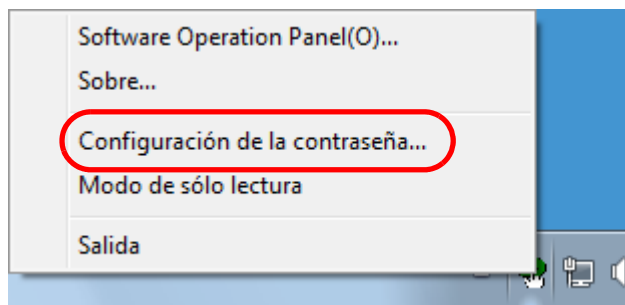 Software Operation Panel(O)...
Sobre...
Configuración de la contraseña...
Modo de sólo lectura
Salida